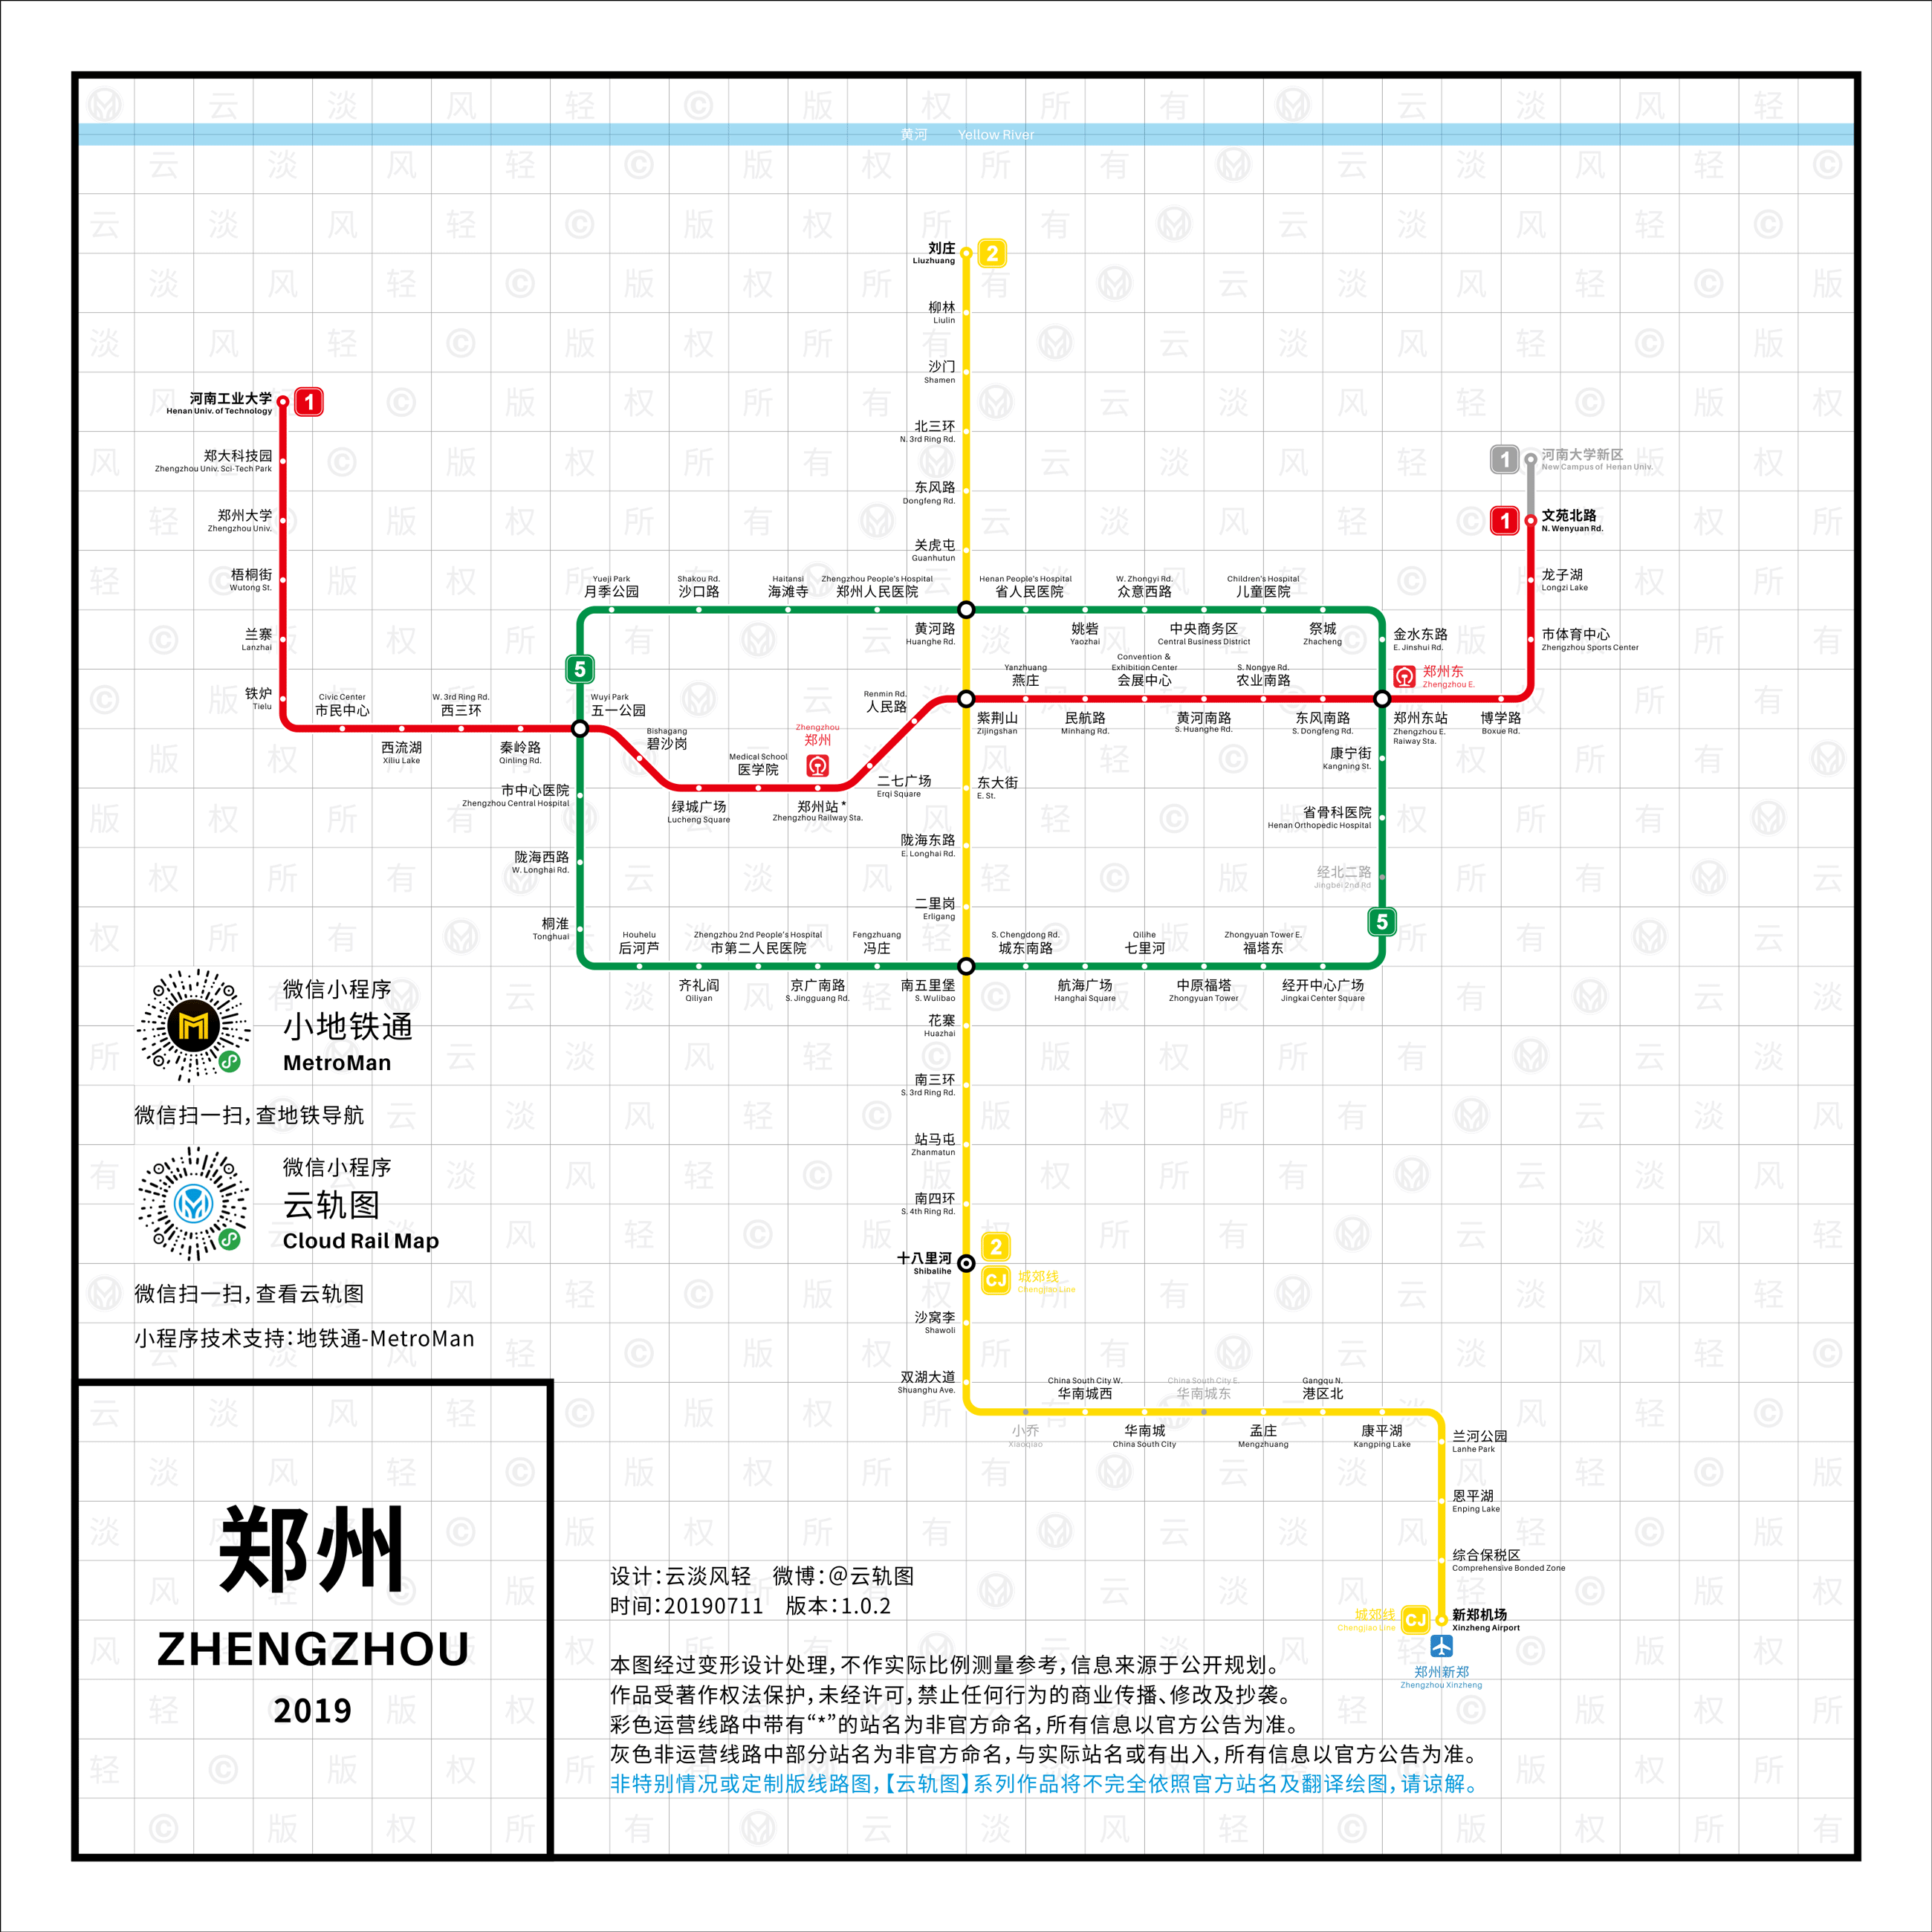 黄河 Yellow River
刘庄
Liuzhuang
2
柳林
Liulin
沙门
Shamen
北三环
N. 3rd Ring Rd.
东风路
Dongfeng Rd.
关虎屯
Guanhutun
河南工业大学
Henan Univ. of Technology
1
郑大科技园
Zhengzhou Univ. Sci-Tech Park
郑州大学
Zhengzhou Univ.
梧桐街
Wutong St.
兰寨
Lanzhai
铁炉
Tielu
1
河南大学新区
New Campus of Henan Univ.
1
文苑北路
N. Wenyuan Rd.
龙子湖
Longzi Lake
市体育中心
Zhengzhou Sports Center
Yueji Park
月季公园
Shakou Rd.
沙口路
Haitansi
海滩寺
Zhengzhou People's Hospital
郑州人民医院
Henan People's Hospital
省人民医院
W. Zhongyi Rd.
众意西路
Children's Hospital
儿童医院
黄河路
Huanghe Rd.
姚砦
Yaozhai
中央商务区
Central Business District
祭城
Zhacheng
金水东路
E. Jinshui Rd.
5
郑州东
Zhengzhou E.
Civic Center
市民中心
W. 3rd Ring Rd.
西三环
Wuyi Park
五一公园
Renmin Rd.
人民路
Yanzhuang
燕庄
Convention &
Exhibition Center
会展中心
S. Nongye Rd.
农业南路
西流湖
Xiliu Lake
秦岭路
Qinling Rd.
Bishagang
碧沙岗
Medical School
医学院
Zhengzhou
郑州
紫荆山
Zijingshan
民航路
Minhang Rd.
黄河南路
S. Huanghe Rd.
东风南路
S. Dongfeng Rd.
郑州东站
Zhengzhou E.
Raiway Sta.
博学路
Boxue Rd.
绿城广场
Lucheng Square
郑州站 *
Zhengzhou Railway Sta.
二七广场
Erqi Square
东大街
E. St.
康宁街
Kangning St.
市中心医院
Zhengzhou Central Hospital
陇海东路
E. Longhai Rd.
省骨科医院
Henan Orthopedic Hospital
陇海西路
W. Longhai Rd.
经北二路
Jingbei 2nd Rd
二里岗
Erligang
5
桐淮
Tonghuai
Houhelu
后河芦
Zhengzhou 2nd People's Hospital
市第二人民医院
Fengzhuang
冯庄
S. Chengdong Rd.
城东南路
Qilihe
七里河
Zhongyuan Tower E.
福塔东
齐礼阎
Qiliyan
京广南路
S. Jingguang Rd.
南五里堡
S. Wulibao
航海广场
Hanghai Square
中原福塔
Zhongyuan Tower
经开中心广场
Jingkai Center Square
花寨
Huazhai
南三环
S. 3rd Ring Rd.
站马屯
Zhanmatun
南四环
S. 4th Ring Rd.
2
十八里河
Shibalihe
CJ
城郊线
Chengjiao Line
沙窝李
Shawoli
双湖大道
Shuanghu Ave.
China South City W.
华南城西
China South City E.
华南城东
Gangqu N.
港区北
小乔
Xiaoqiao
华南城
China South City
孟庄
Mengzhuang
康平湖
Kangping Lake
兰河公园
Lanhe Park
恩平湖
Enping Lake
综合保税区
Comprehensive Bonded Zone
城郊线
Chengjiao Line
CJ
新郑机场
Xinzheng Airport
郑州新郑
Zhengzhou Xinzheng
微信小程序
小地铁通
MetroMan
微信扫一扫,查地铁导航
微信小程序
云轨图
Cloud Rail Map
微信扫一扫,查看云轨图
小程序技术支持:地铁通-MetroMan
郑州
ZHENGZHOU
2019
设计:云淡风轻 微博:@云轨图
时间:20190711 版本:1.0.2
本图经过变形设计处理,不作实际比例测量参考,信息来源于公开规划。
作品受著作权法保护,未经许可,禁止任何行为的商业传播、修改及抄袭。
彩色运营线路中带有“*”的站名为非官方命名,所有信息以官方公告为准。
灰色非运营线路中部分站名为非官方命名,与实际站名或有出入,所有信息以官方公告为准。
非特别情况或定制版线路图,【云轨图】系列作品将不完全依照官方站名及翻译绘图,请谅解。
云淡风轻©版权所有